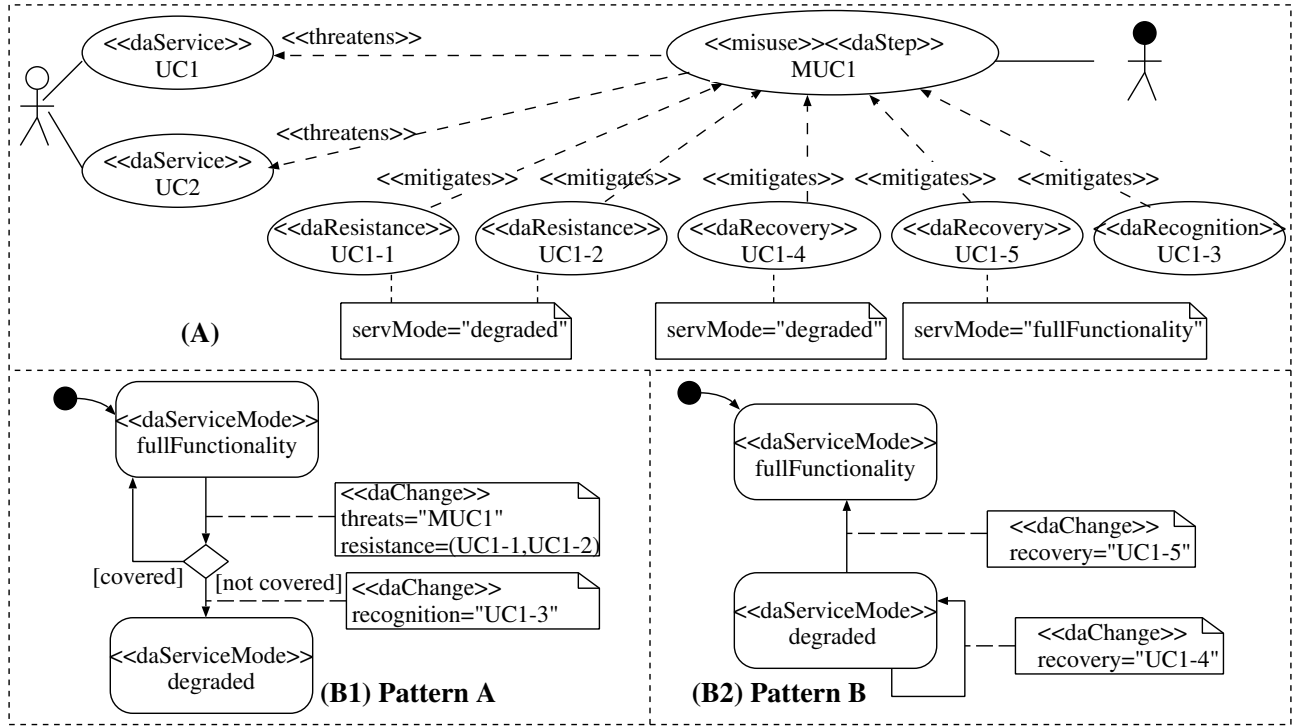 <<daService>>
UC1
<<threatens>>
<<misuse>><<daStep>>
MUC1
<<daService>>
UC2
<<threatens>>
<<mitigates>>
<<mitigates>>
<<mitigates>>
<<mitigates>>
<<mitigates>>
<<daResistance>>
UC1-1
<<daResistance>>
UC1-2
<<daRecovery>>
UC1-4
<<daRecovery>>
UC1-5
<<daRecognition>>
UC1-3
(A)
servMode="degraded"
servMode="degraded"
servMode="fullFunctionality"
<<daServiceMode>>
fullFunctionality
<<daChange>>
threats="MUC1"
resistance=(UC1-1,UC1-2)
[covered]
[not covered]
<<daChange>>
recognition="UC1-3"
<<daServiceMode>>
degraded
(B1) Pattern A
<<daServiceMode>>
fullFunctionality
<<daChange>>
recovery="UC1-5"
<<daServiceMode>>
degraded
<<daChange>>
recovery="UC1-4"
(B2) Pattern B